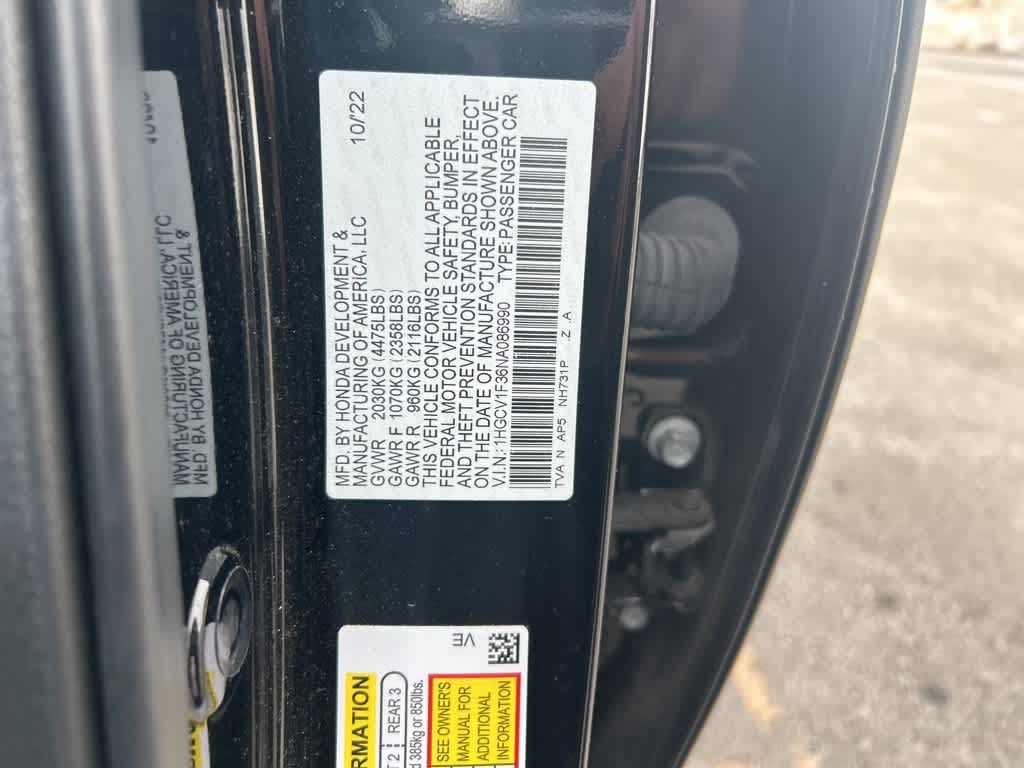 MFD. BY HONDA DEVELOPMENT &
MANUFACTURING OF AMERICA, LLC 10/'22
GVWR 2030KG (4475LBS)
GAWR F 1070KG (2358LBS)
GAWR R 960KG (2116LBS)
THIS VEHICLE CONFORMS TO ALL APPLICABLE
FEDERAL MOTOR VEHICLE SAFETY, BUMPER,
AND THEFT PREVENTION STANDARDS IN EFFECT
ON THE DATE OF MANUFACTURE SHOWN ABOVE.
V.I.N.:1HGCV1F36NA086990 TYPE: PASSENGER CAR
TVA N AP5 NH731P Z .A
RMATION
T 2 REAR 3
d 385kg or 850lbs.
VE
SEE OWNER'S
MANUAL FOR
ADDITIONAL
INFORMATION
MFD BY HONDA DEVELOPMENT &
MANUFACTURING OF AMERICA, LLC